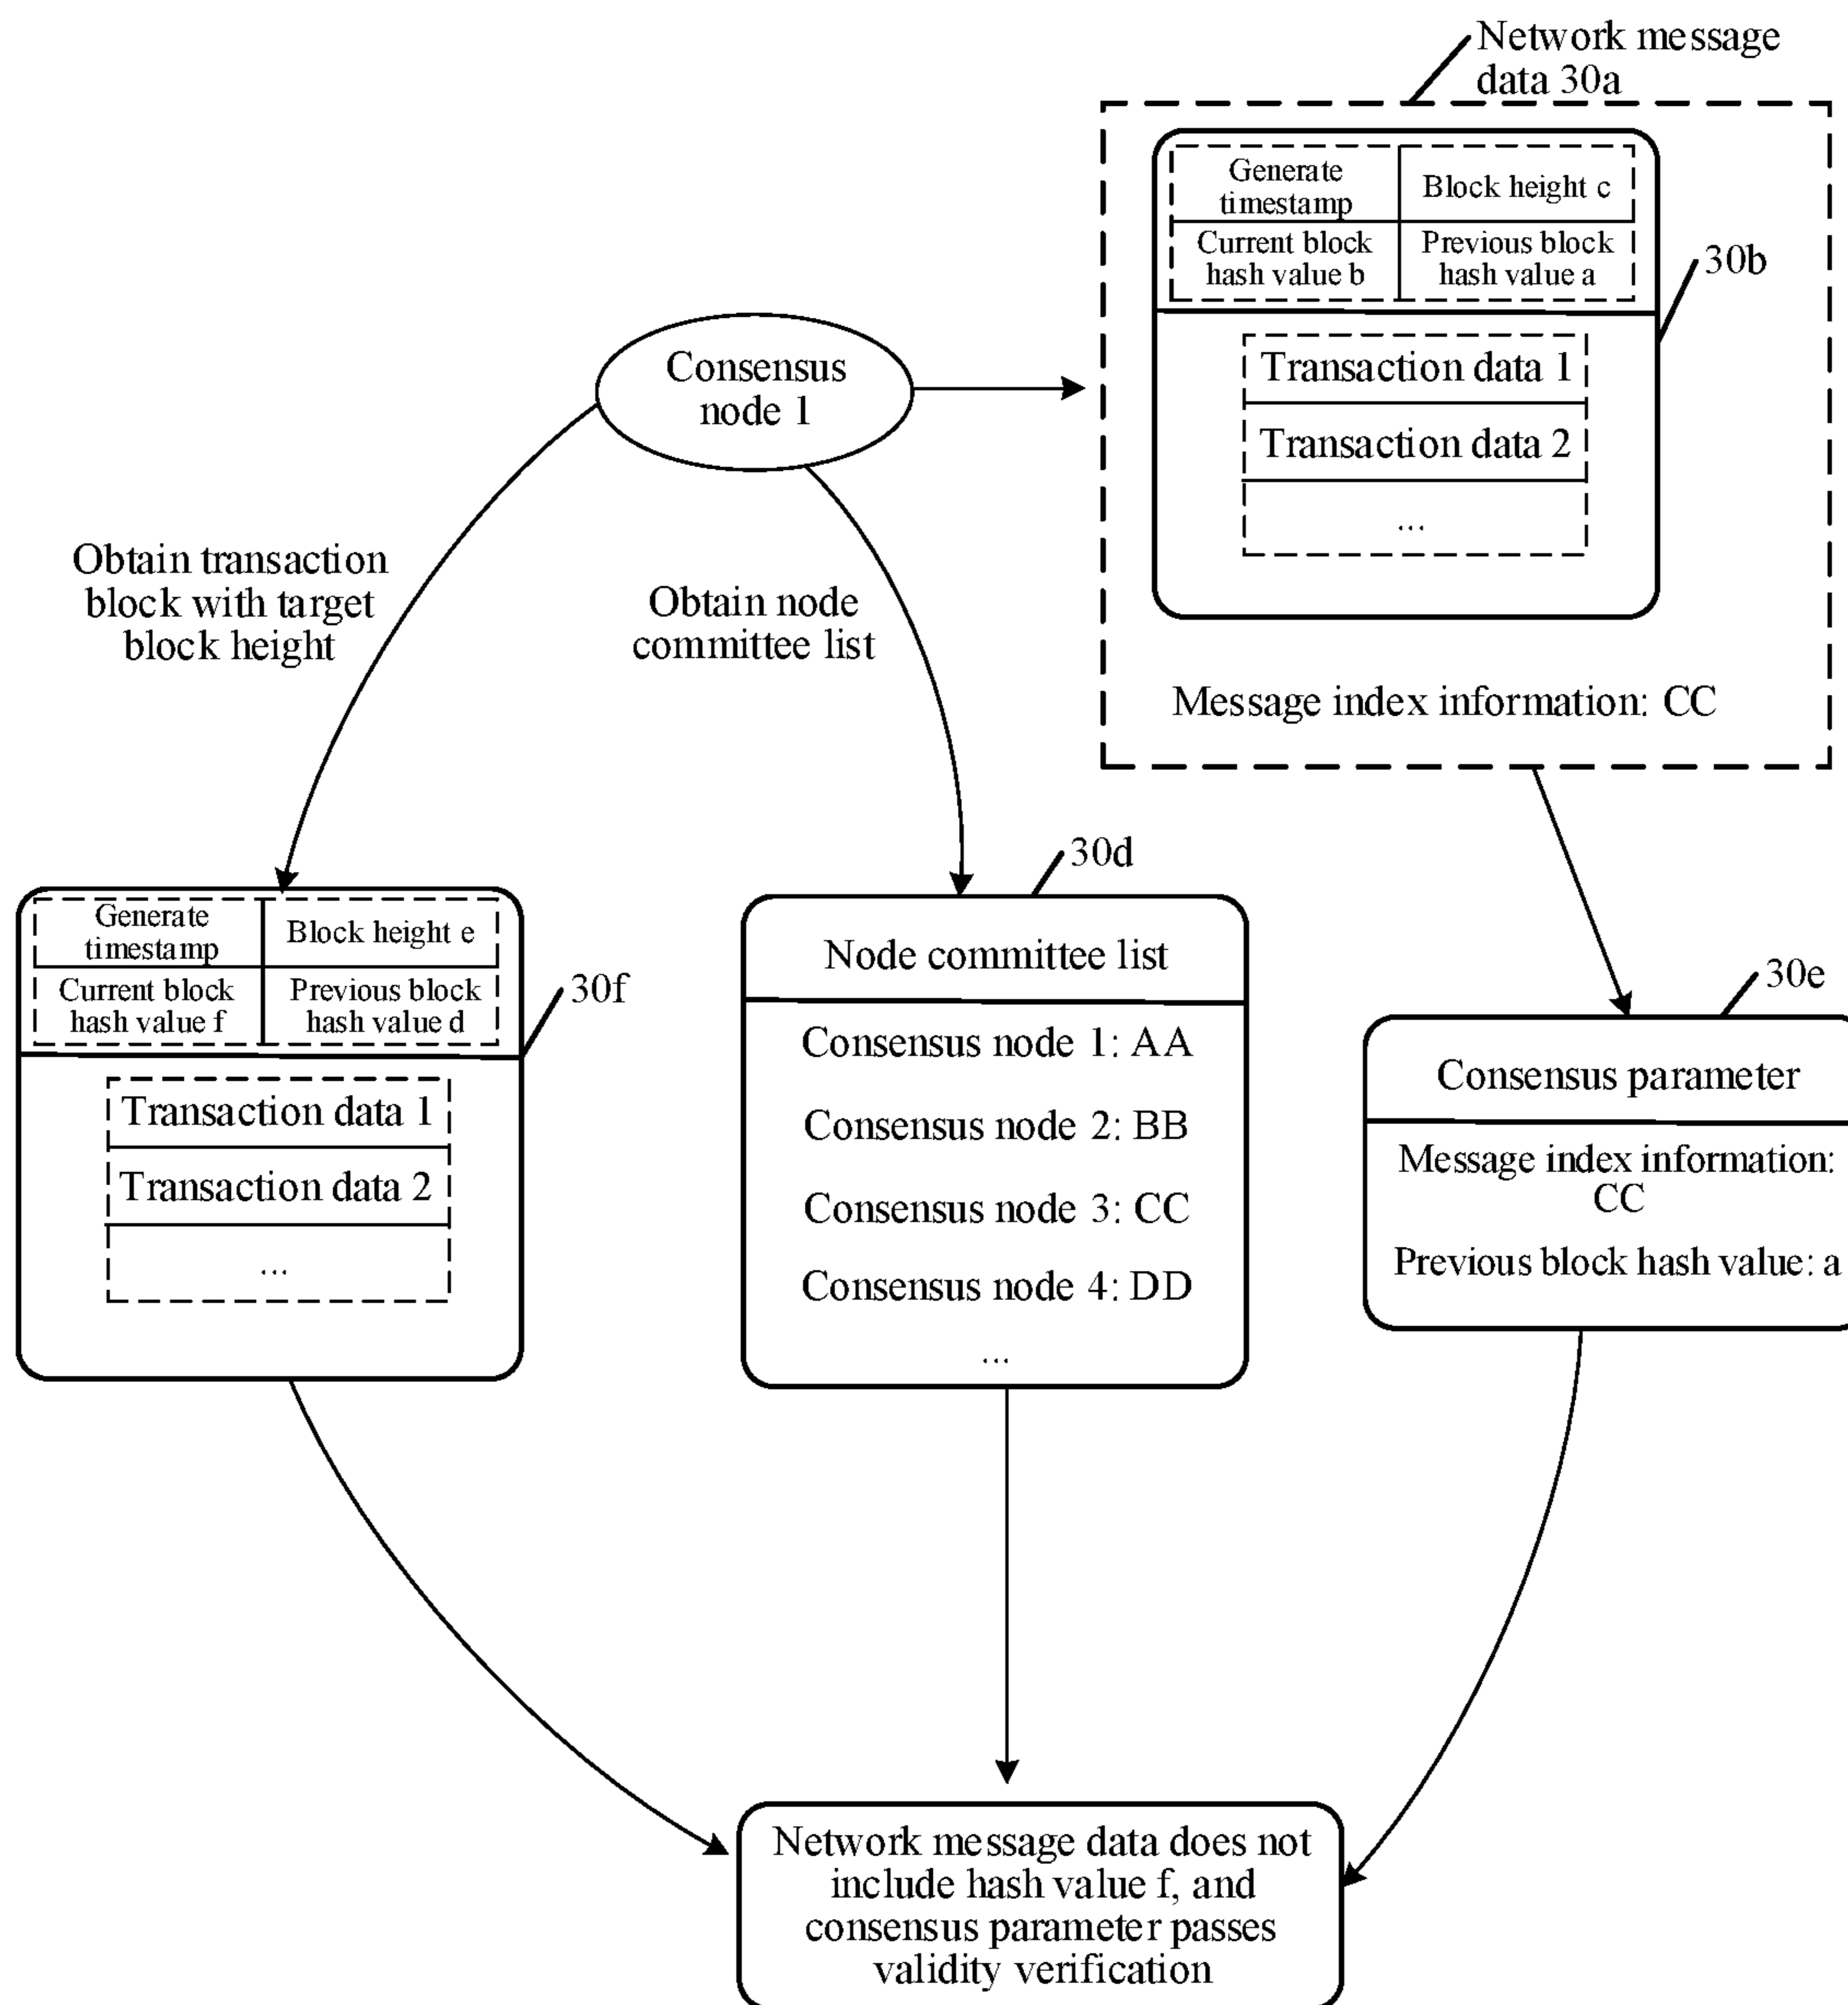 Network message
data 30a
Generate
timestamp
Block height c
Current block
hash value b
Previous block
hash value a
30b
Transaction data 1
Transaction data 2
...
Message index information: CC
Consensus
node 1
Obtain transaction
block with target
block height
Obtain node
committee list
Generate
timestamp
Block height e
Current block
hash value f
Previous block
hash value d
30f
Transaction data 1
Transaction data 2
...
30d
Node committee list
Consensus node 1: AA
Consensus node 2: BB
Consensus node 3: CC
Consensus node 4: DD
...
30e
Consensus parameter
Message index information:
CC
Previous block hash value: a
Network message data does not
include hash value f, and
consensus parameter passes
validity verification